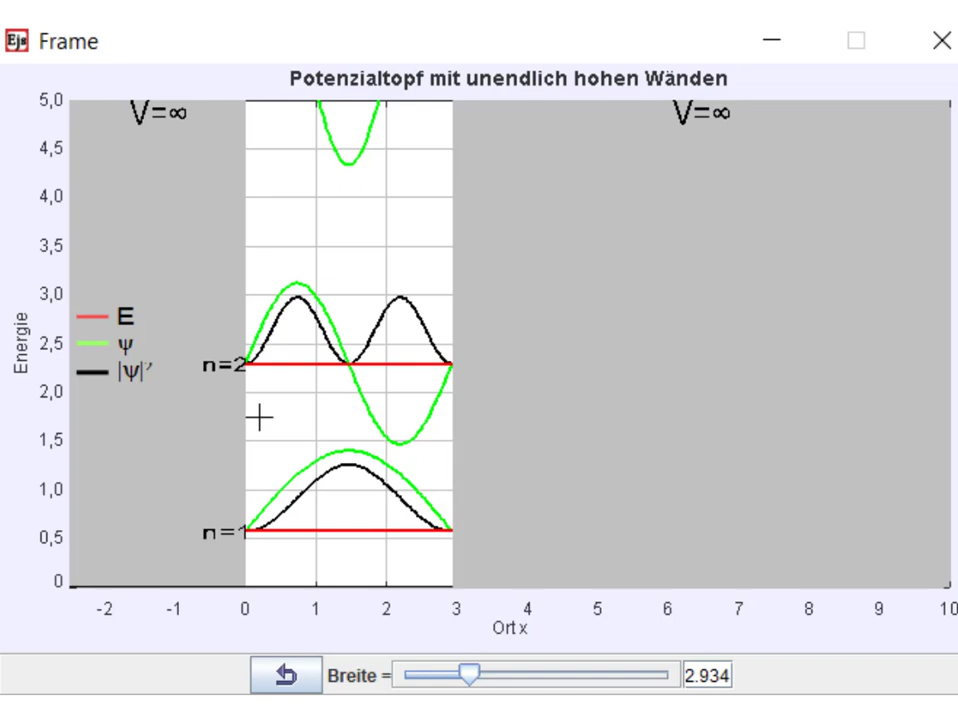 Ejs Frame
Potenzialtopf mit unendlich hohen Wänden
V=∞ V=∞
5,0
4,5
4,0
3,5
3,0
2,5
2,0
1,5
1,0
0,5
0
Energie
E
ψ
|ψ|²
n=2
n=1
-2 -1 0 1 2 3 4 5 6 7 8 9 10
Ort x
Breite = 2.934